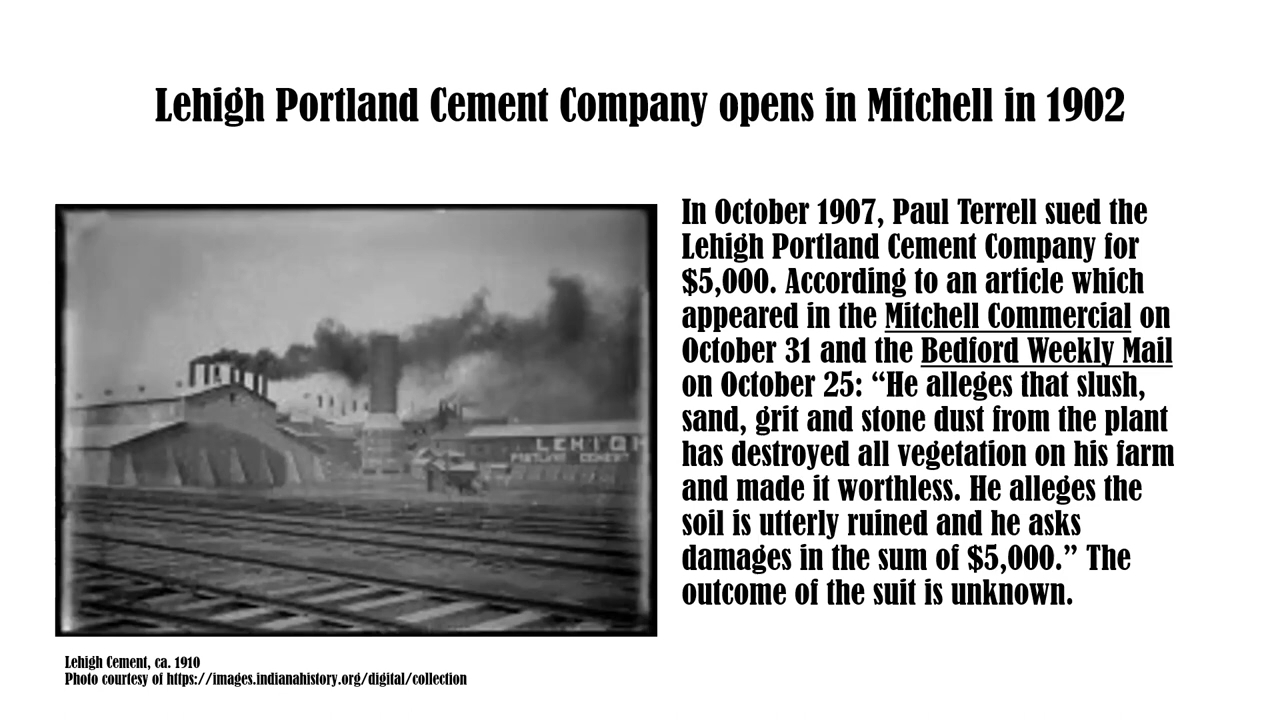 Lehigh Portland Cement Company opens in Mitchell in 1902
In October 1907, Paul Terrell sued the
Lehigh Portland Cement Company for
$5,000. According to an article which
appeared in the Mitchell Commercial on
October 31 and the Bedford Weekly Mail
on October 25: “He alleges that slush,
sand, grit and stone dust from the plant
has destroyed all vegetation on his farm
and made it worthless. He alleges the
soil is utterly ruined and he asks
damages in the sum of $5,000.” The
outcome of the suit is unknown.
LEHIGH
PORTLAND CEMENT
Lehigh Cement, ca. 1910
Photo courtesy of https://images.indianahistory.org/digital/collection